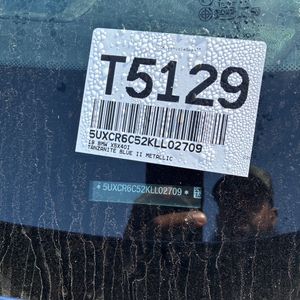 T5129
5UXCR6C52KLL02709
19 BMW X5X40I
TANZANITE BLUE II METALLIC
*5UXCR6C52KLL02709*